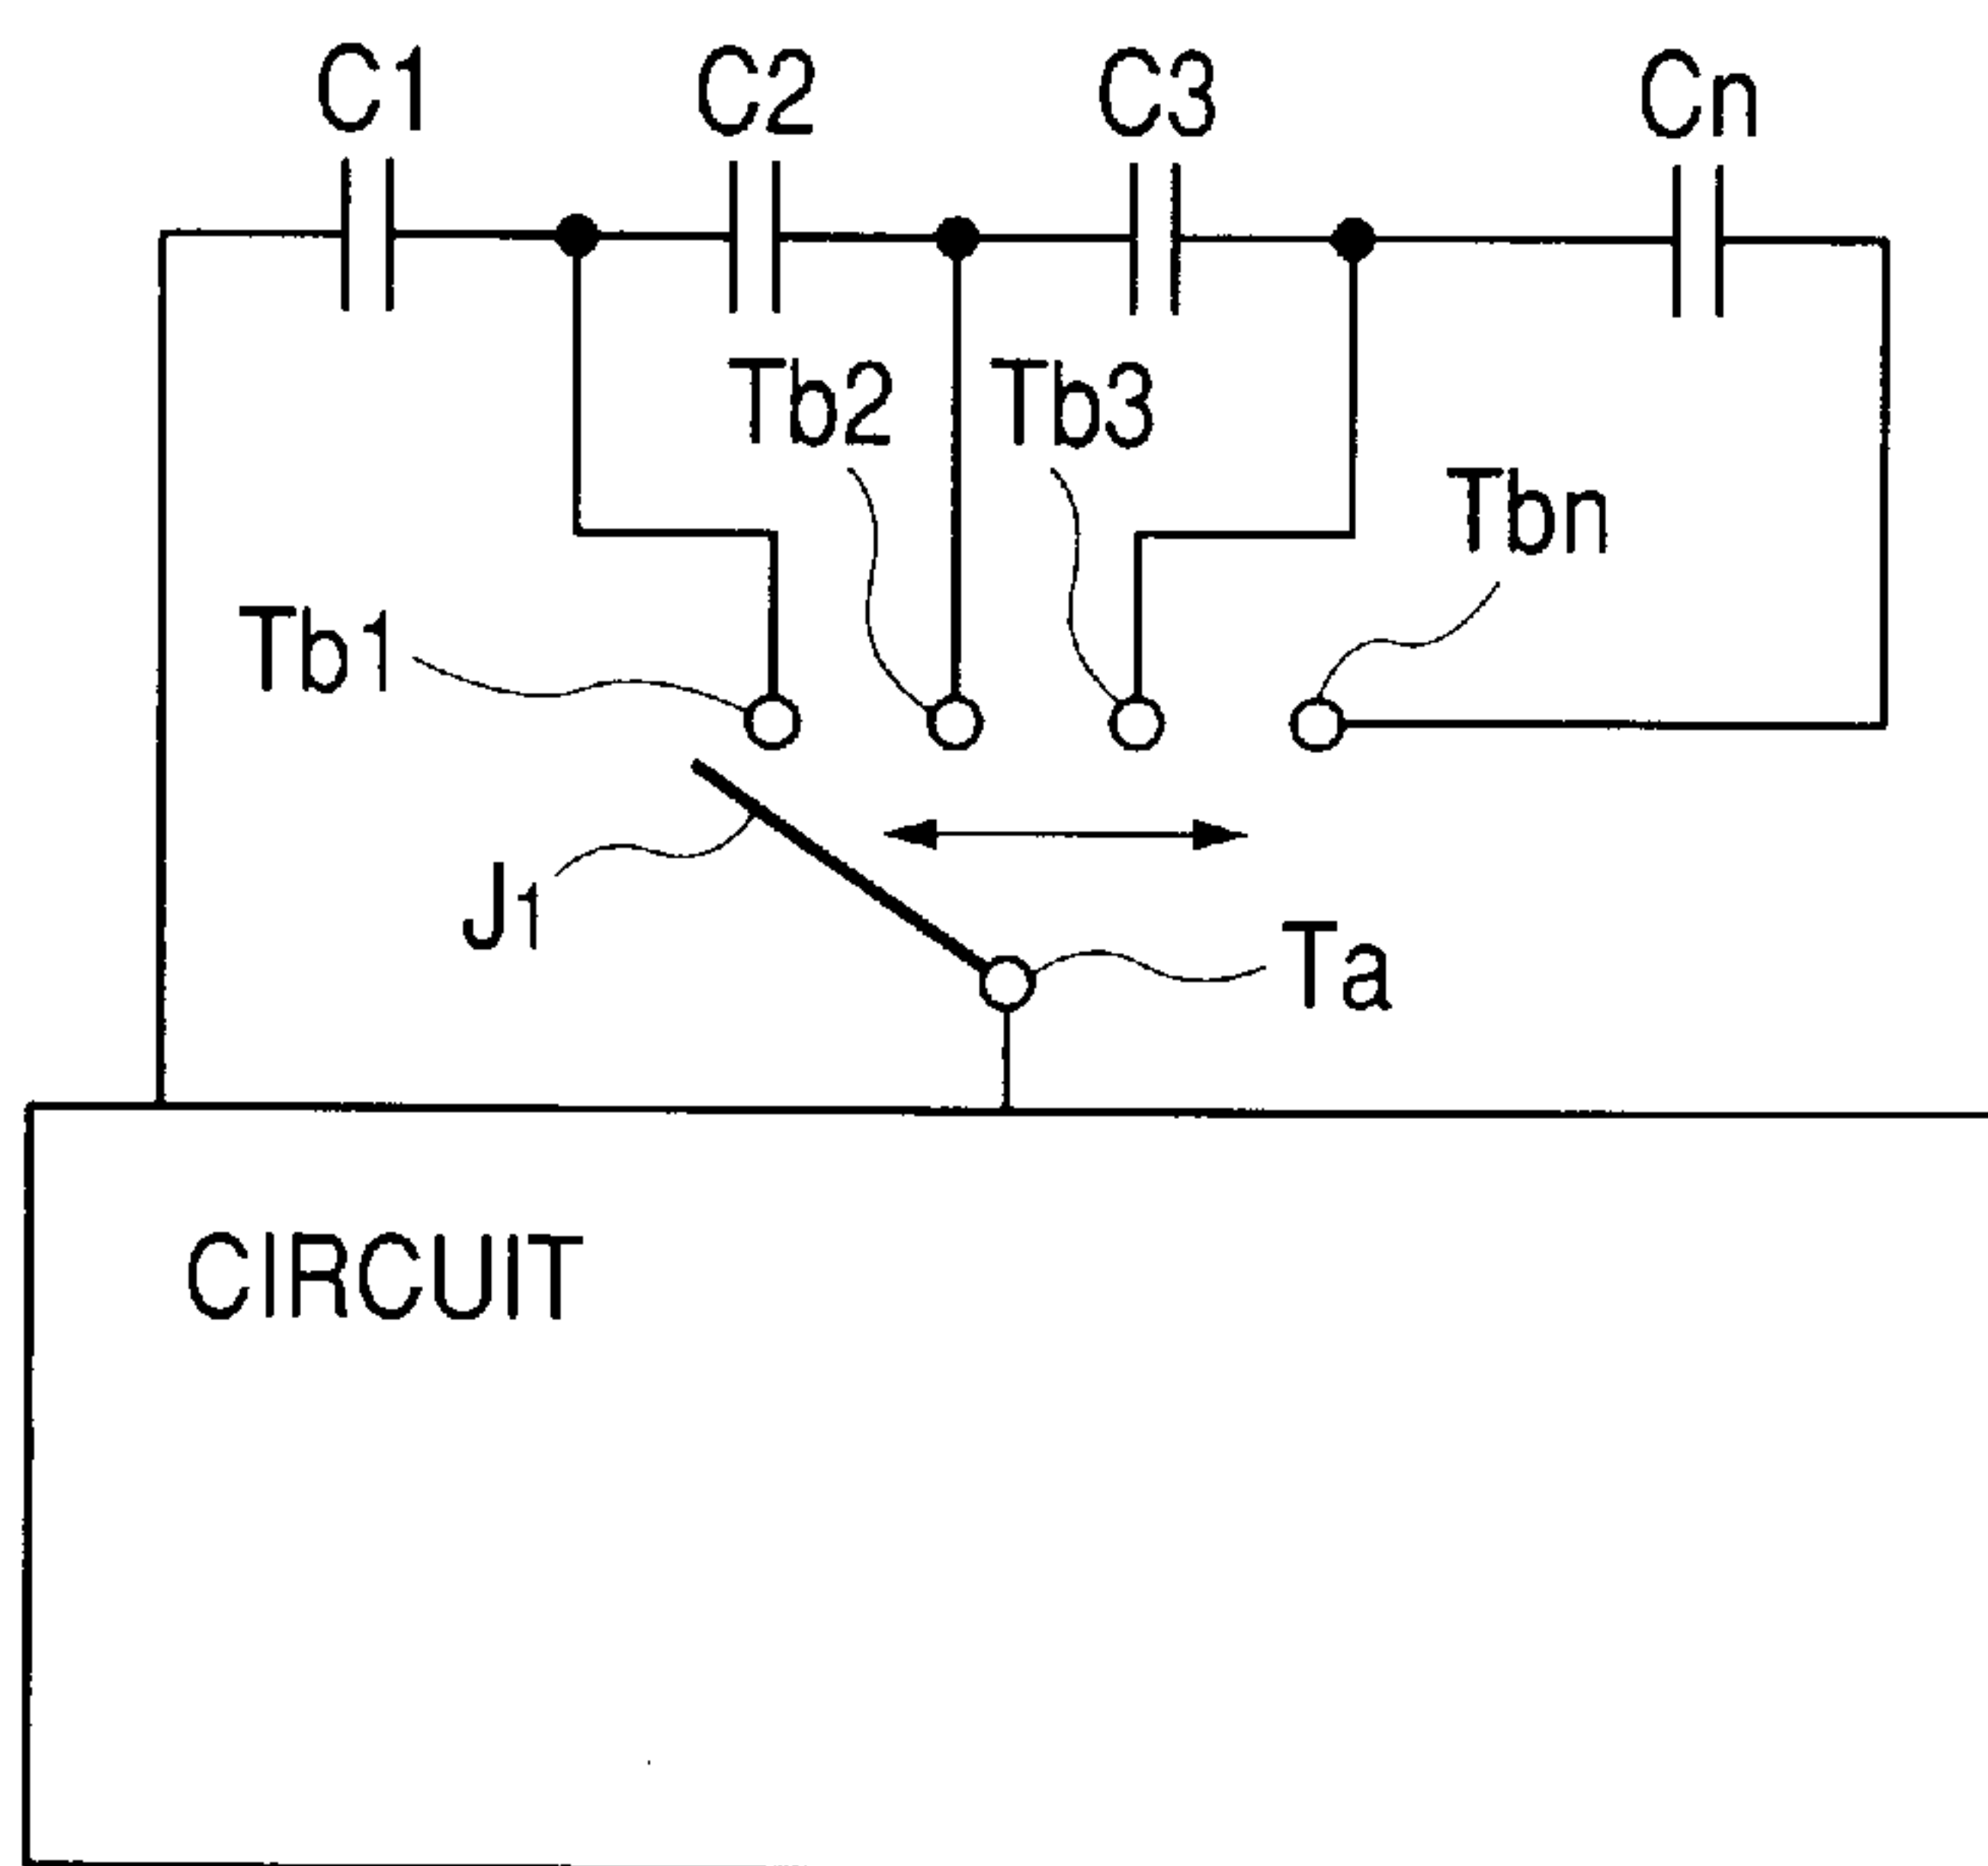 C1 C2 C3 Cn
Tb2 Tb3
Tbn
Tb1
J1
Ta
CIRCUIT